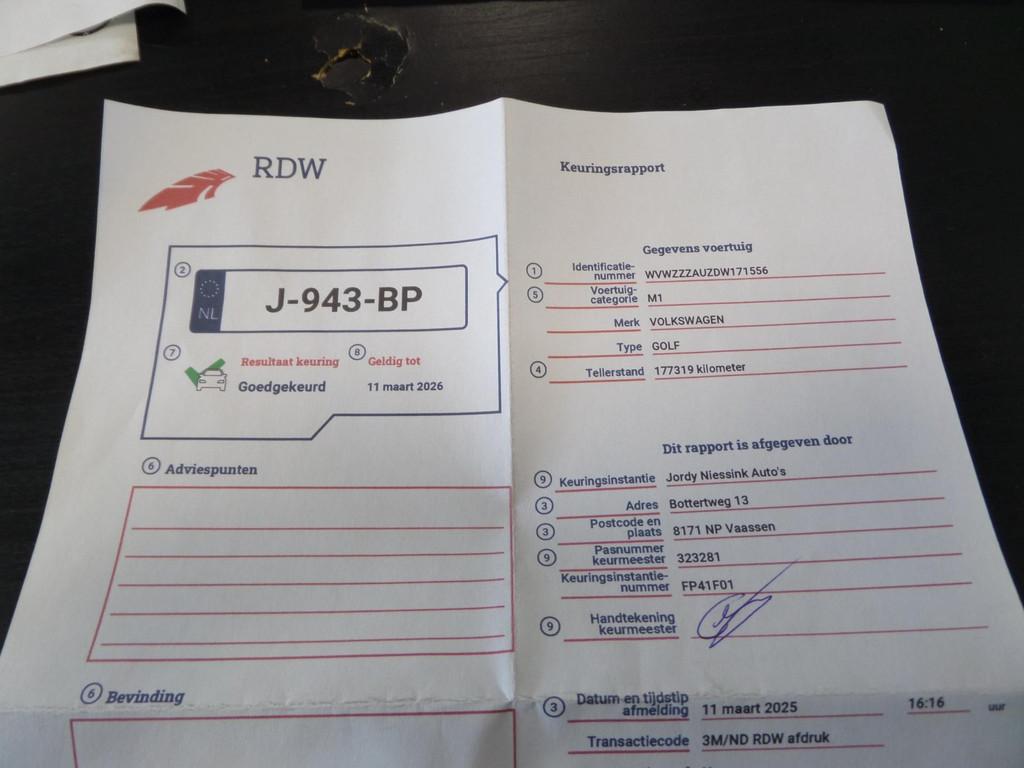 RDW
Keuringsrapport
2
NL
J-943-BP
7
Resultaat keuring
Goedgekeurd
8
Geldig tot
11 maart 2026
6 Adviespunten
6 Bevinding
Gegevens voertuig
1 Identificatie-
nummer WVWZZZAUZDW171556
5 Voertuig-
categorie M1
Merk VOLKSWAGEN
Type GOLF
4 Tellerstand 177319 kilometer
Dit rapport is afgegeven door
9 Keuringsinstantie Jordy Niessink Auto's
3 Adres Bottertweg 13
3 Postcode en
plaats 8171 NP Vaassen
9 Pasnummer
keurmeester 323281
Keuringsinstantie-
nummer FP41F01
9 Handtekening
keurmeester
3 Datum en tijdstip
afmelding 11 maart 2025 16:16 uur
Transactiecode 3M/ND RDW afdruk